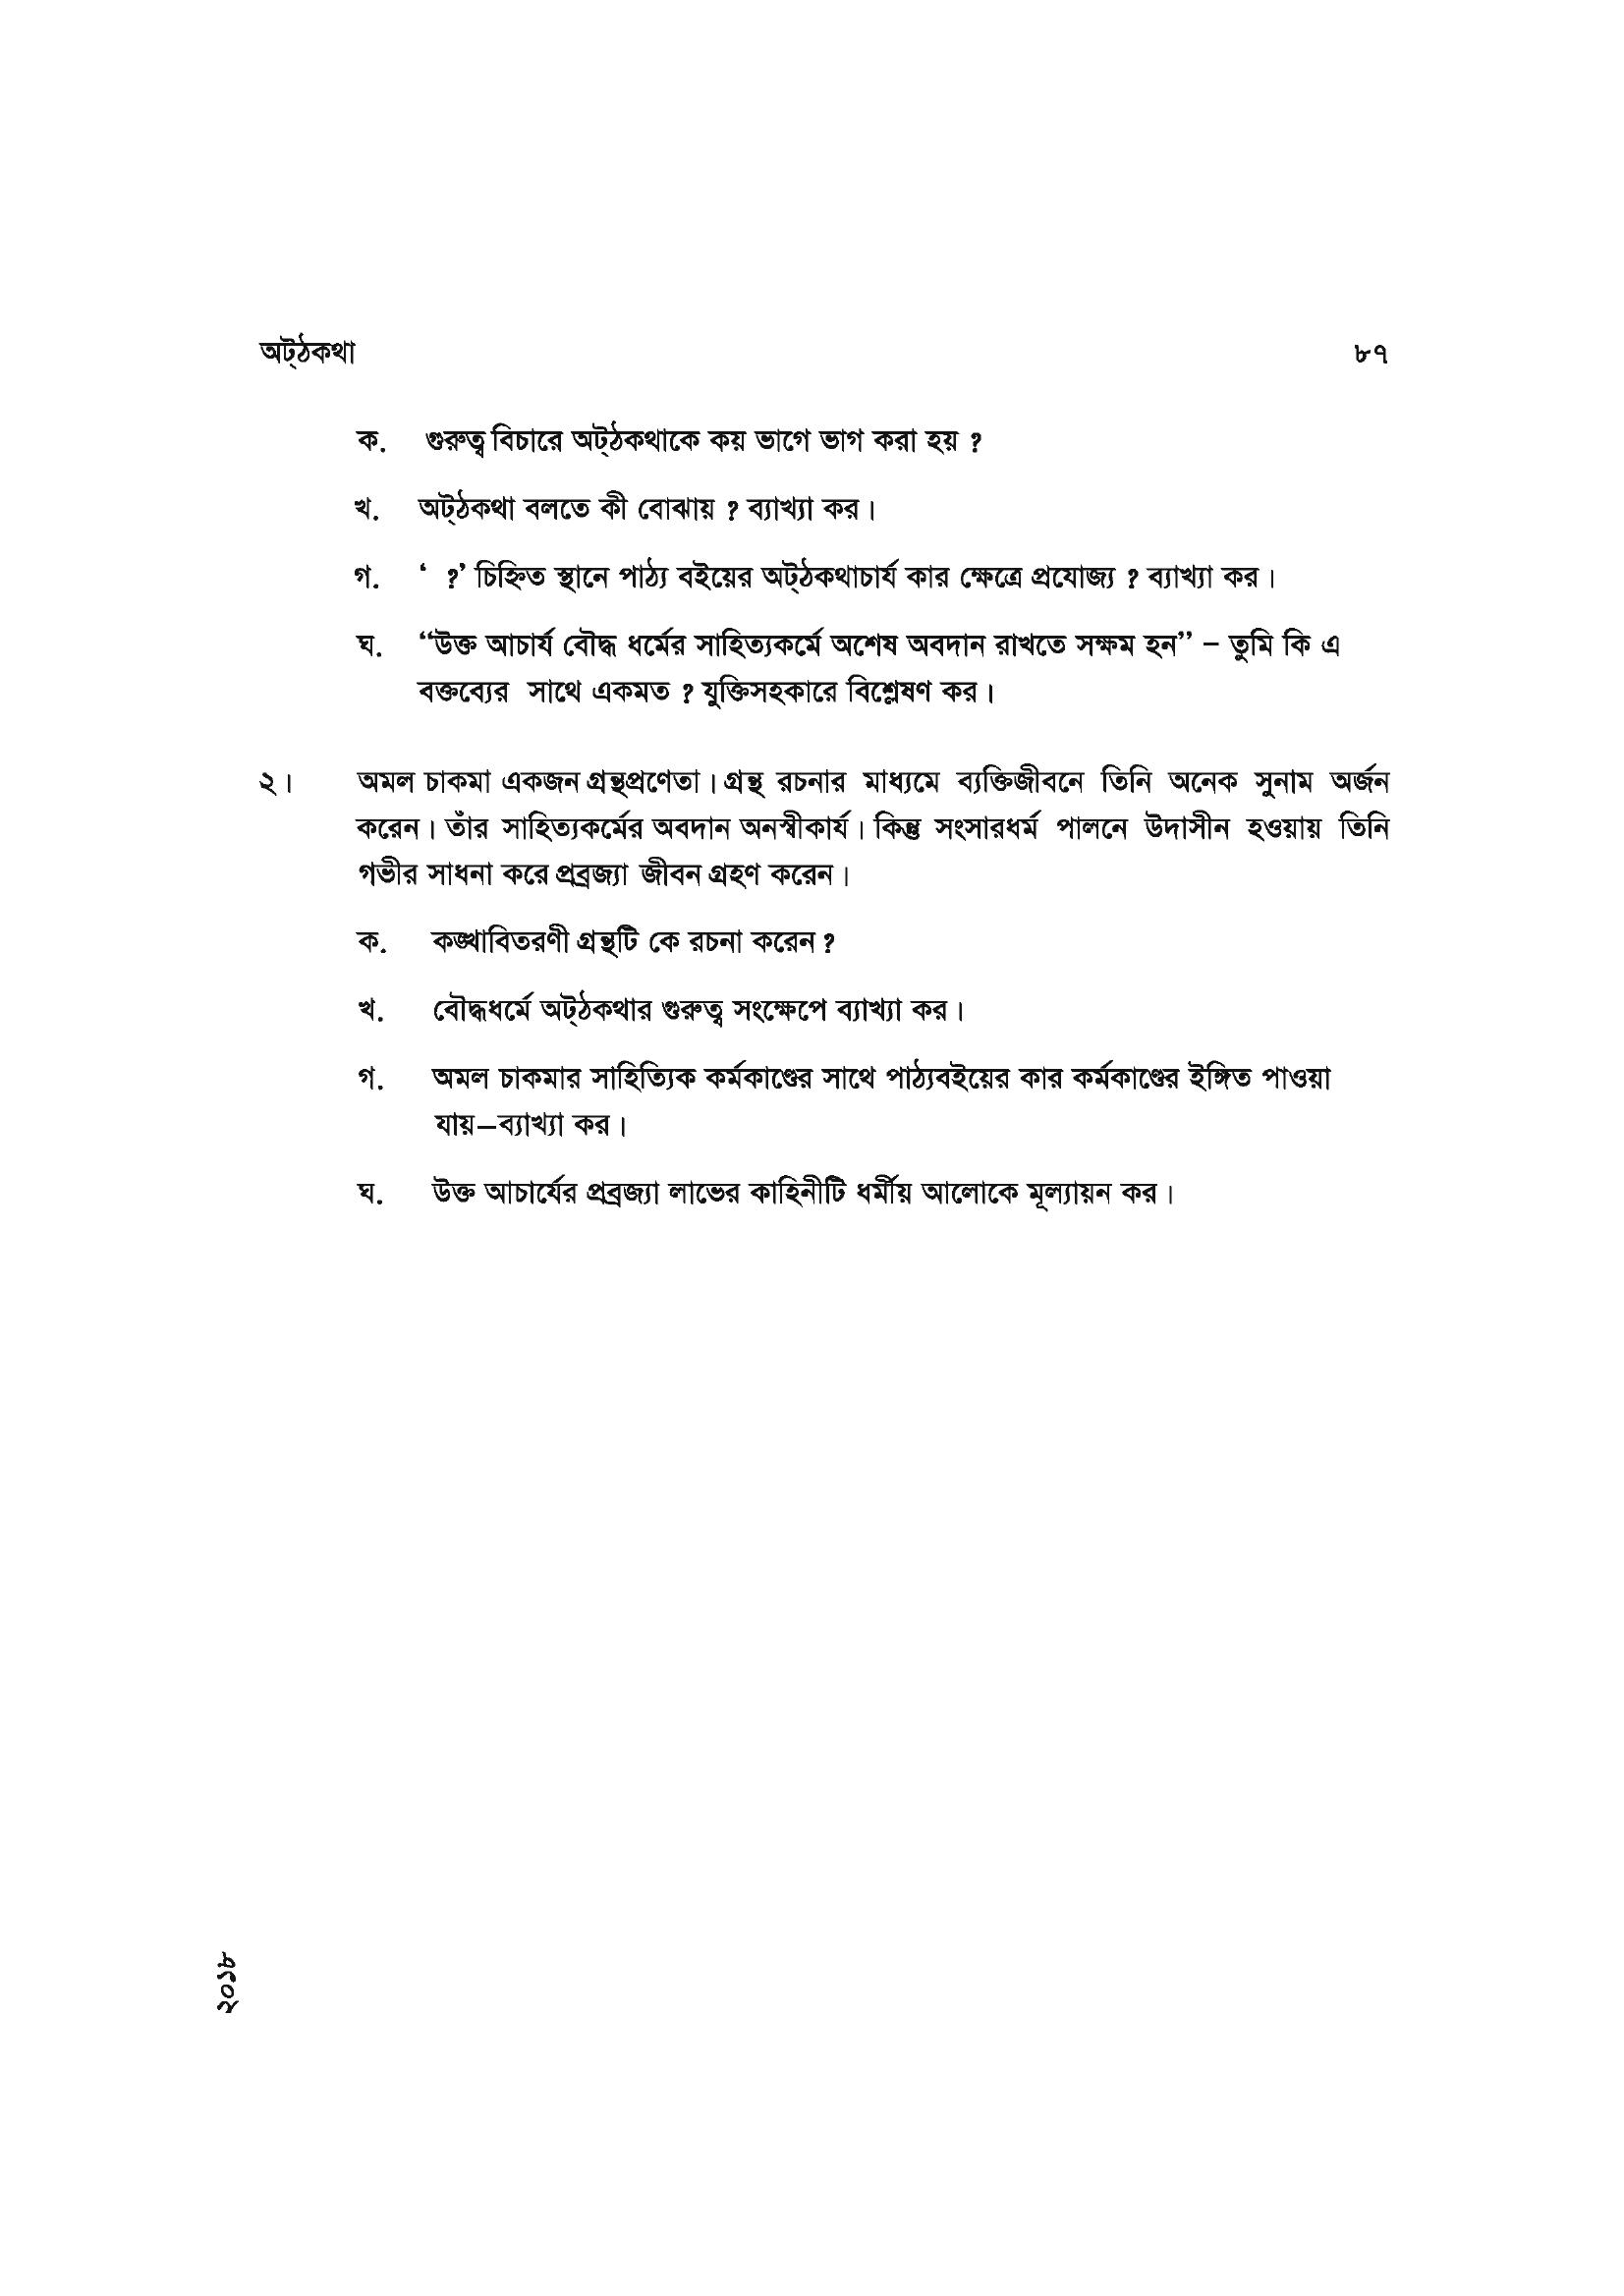 অট্‌ঠকথা ৮৭
ক. গুরুত্ব বিচারে অট্‌ঠকথাকে কয় ভাগে ভাগ করা হয় ?
খ. অট্‌ঠকথা বলতে কী বোঝায় ? ব্যাখ্যা কর।
গ. ‘ ?’ চিহ্নিত স্থানে পাঠ্য বইয়ের অট্‌ঠকথাচার্য কার ক্ষেত্রে প্রযোজ্য ? ব্যাখ্যা কর।
ঘ. “উক্ত আচার্য বৌদ্ধ ধর্মের সাহিত্যকর্মে অশেষ অবদান রাখতে সক্ষম হন” – তুমি কি এ
বক্তব্যের সাথে একমত ? যুক্তিসহকারে বিশ্লেষণ কর।
২। অমল চাকমা একজন গ্রন্থপ্রণেতা। গ্রন্থ রচনার মাধ্যমে ব্যক্তিজীবনে তিনি অনেক সুনাম অর্জন
করেন। তাঁর সাহিত্যকর্মের অবদান অনস্বীকার্য। কিন্তু সংসারধর্ম পালনে উদাসীন হওয়ায় তিনি
গভীর সাধনা করে প্রব্রজ্যা জীবন গ্রহণ করেন।
ক. কঙ্খাবিতরণী গ্রন্থটি কে রচনা করেন ?
খ. বৌদ্ধধর্মে অট্‌ঠকথার গুরুত্ব সংক্ষেপে ব্যাখ্যা কর।
গ. অমল চাকমার সাহিত্যিক কর্মকাণ্ডের সাথে পাঠ্যবইয়ের কার কর্মকাণ্ডের ইঙ্গিত পাওয়া
যায়–ব্যাখ্যা কর।
ঘ. উক্ত আচার্যের প্রব্রজ্যা লাভের কাহিনীটি ধর্মীয় আলোকে মূল্যায়ন কর।
২০১৮